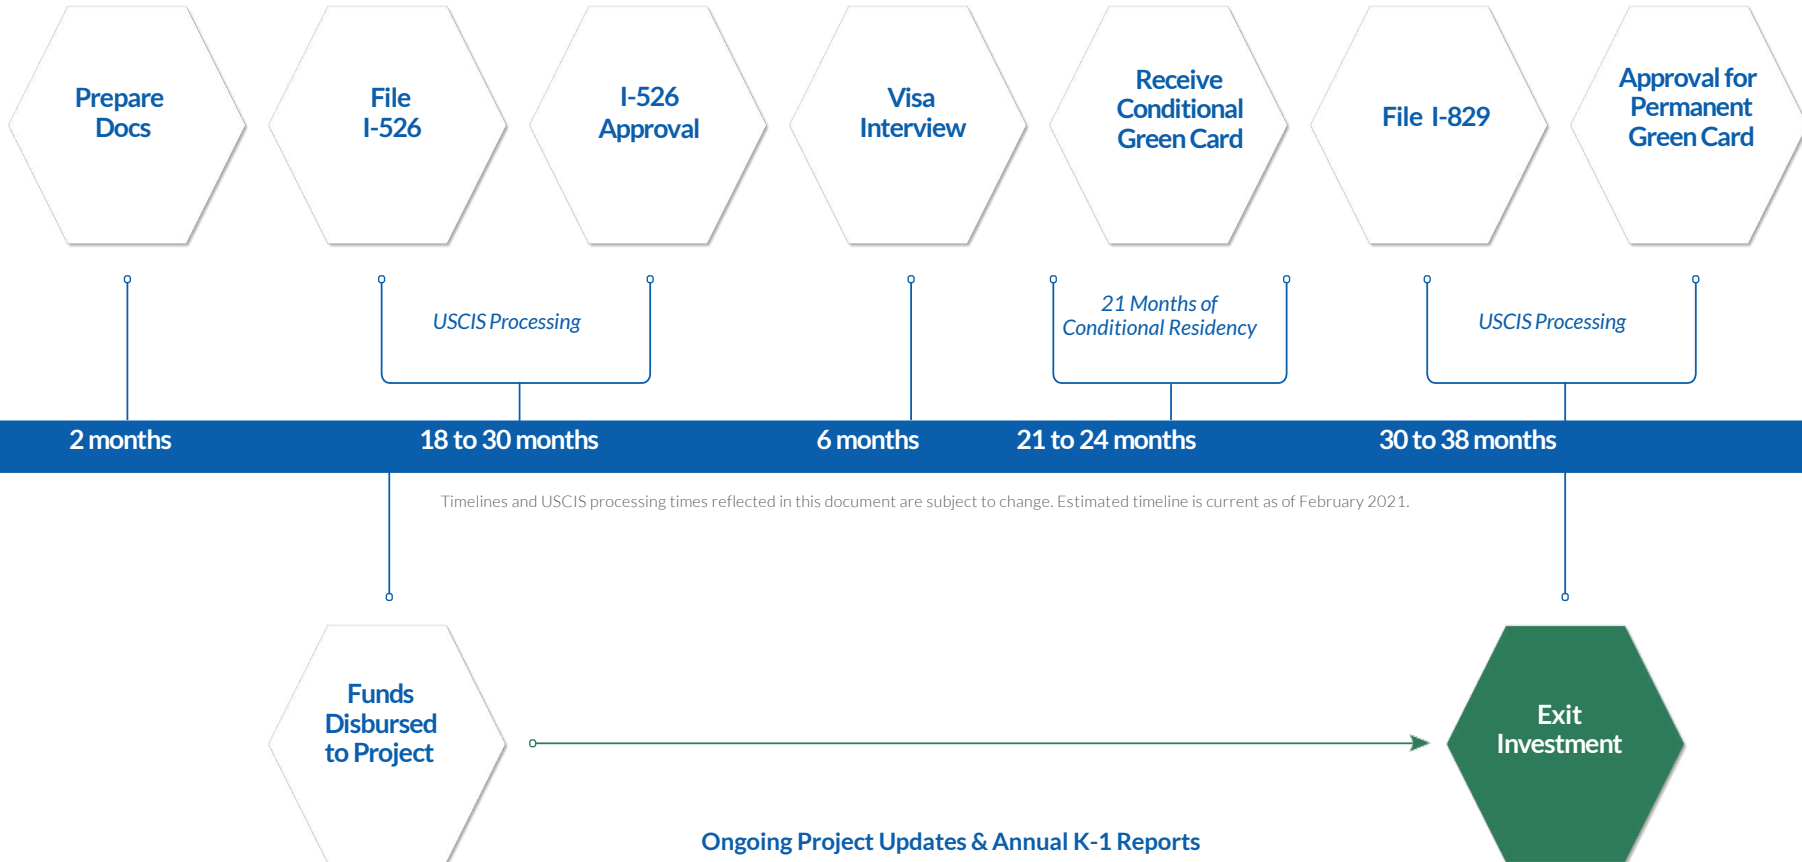 Prepare
Docs
File
I-526
I-526
Approval
Visa
Interview
Receive
Conditional
Green Card
File I-829
Approval for
Permanent
Green Card
USCIS Processing
21 Months of
Conditional Residency
USCIS Processing
2 months
18 to 30 months
6 months
21 to 24 months
30 to 38 months
Timelines and USCIS processing times reflected in this document are subject to change. Estimated timeline is current as of February 2021.
Funds
Disbursed
to Project
Exit
Investment
Ongoing Project Updates & Annual K-1 Reports